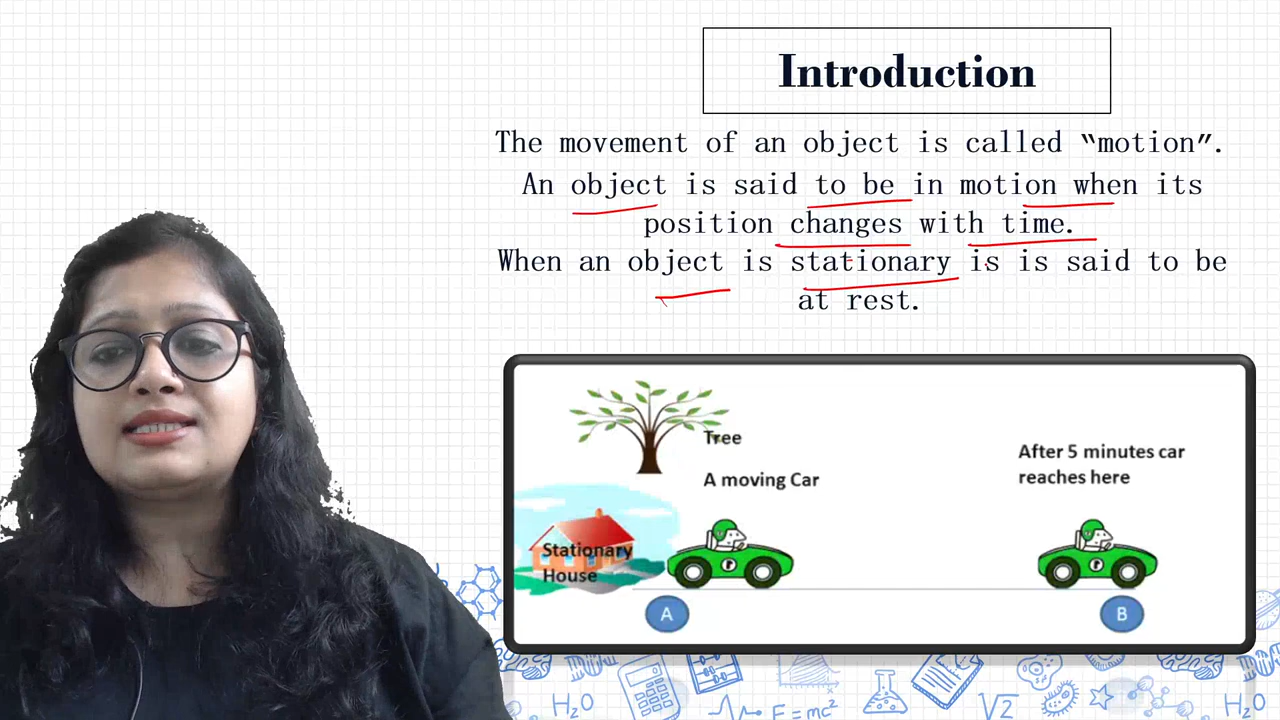 Introduction
The movement of an object is called “motion”.
An object is said to be in motion when its
position changes with time.
When an object is stationary is is said to be
at rest.
Tree
A moving Car
After 5 minutes car
reaches here
Stationary
House
A
B
H₂O
F=mc²
√2
H₂O